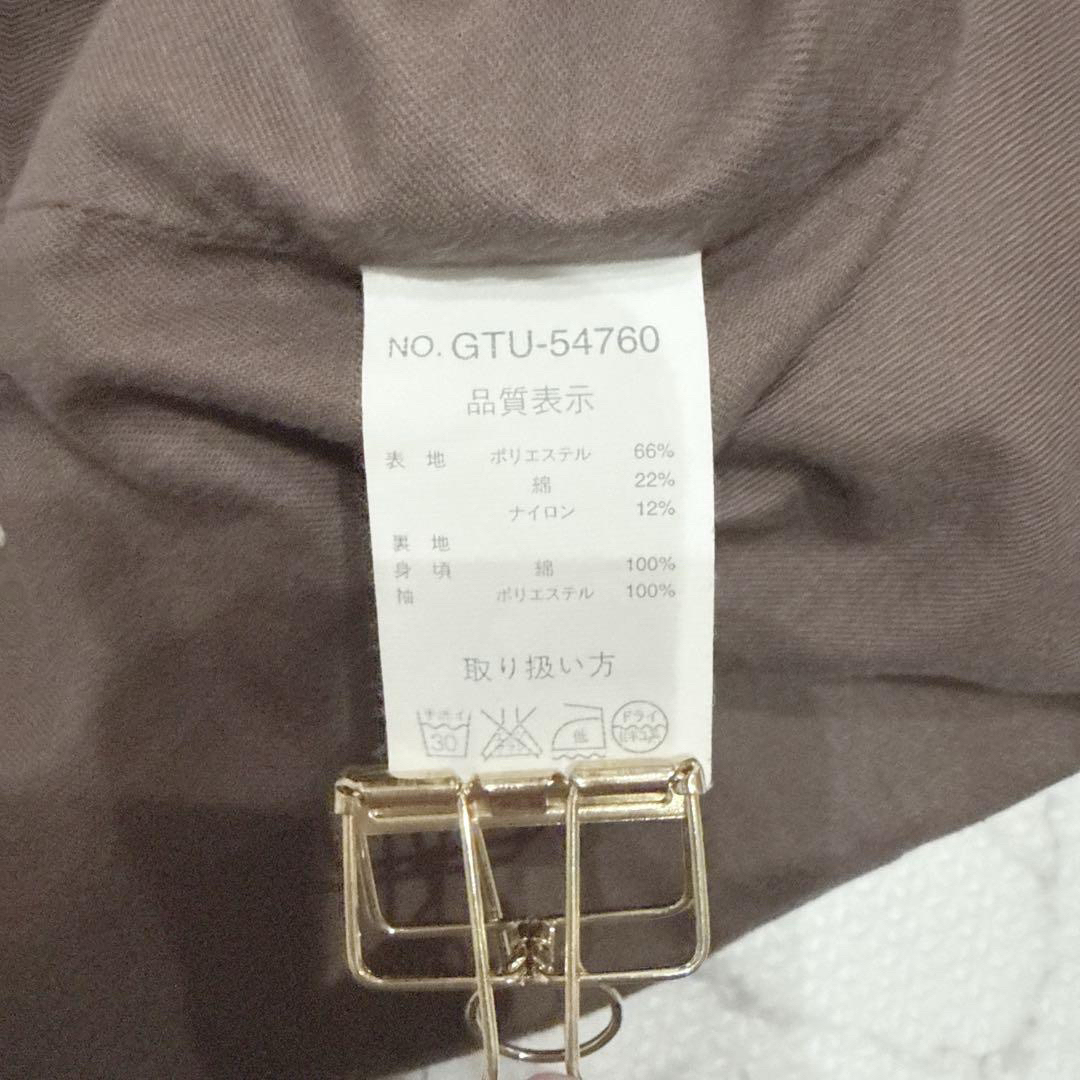 NO. GTU-54760
品質表示
表 地 ポリエステル 66%
綿 22%
ナイロン 12%
裏 地
身 頃 綿 100%
袖 ポリエステル 100%
取り扱い方
30 低 ドライ